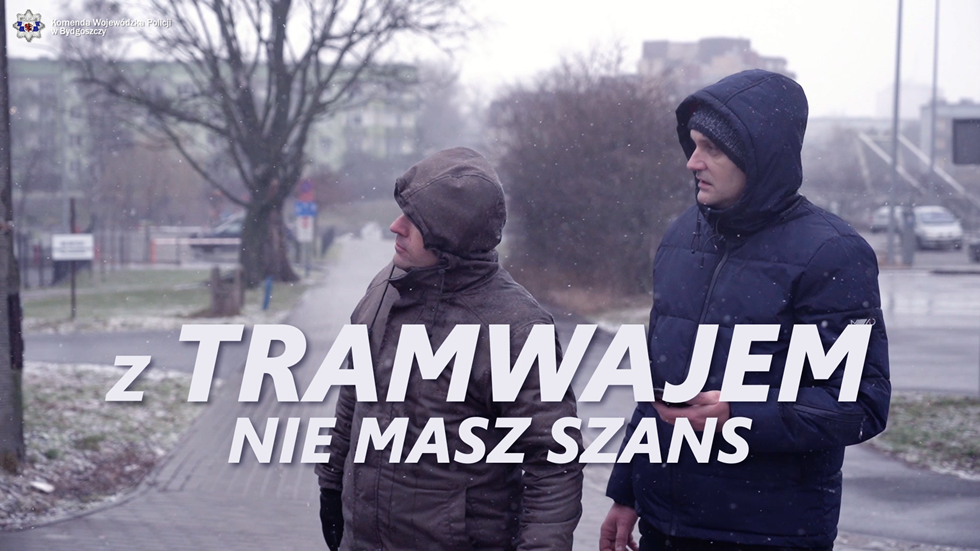 Komenda Wojewódzka Policji
w Bydgoszczy
z TRAMWAJEM
NIE MASZ SZANS